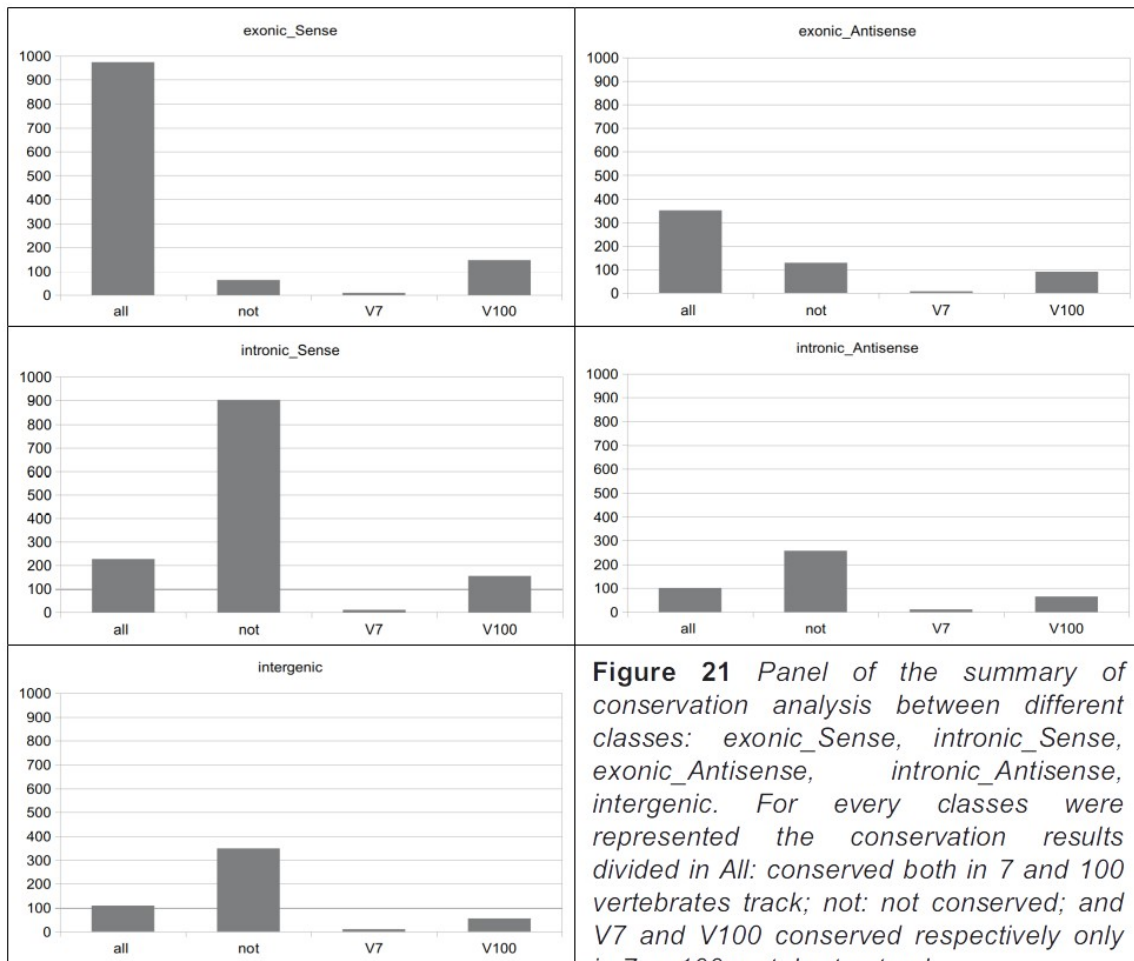 exonic_Sense
1000
900
800
700
600
500
400
300
200
100
0
all not V7 V100
exonic_Antisense
1000
900
800
700
600
500
400
300
200
100
0
all not V7 V100
intronic_Sense
1000
900
800
700
600
500
400
300
200
100
0
all not V7 V100
intronic_Antisense
1000
900
800
700
600
500
400
300
200
100
0
all not V7 V100
intergenic
1000
900
800
700
600
500
400
300
200
100
0
all not V7 V100
Figure 21 Panel of the summary of
conservation analysis between different
classes: exonic_Sense, intronic_Sense,
exonic_Antisense, intronic_Antisense,
intergenic. For every classes were
represented the conservation results
divided in All: conserved both in 7 and 100
vertebrates track; not: not conserved; and
V7 and V100 conserved respectively only